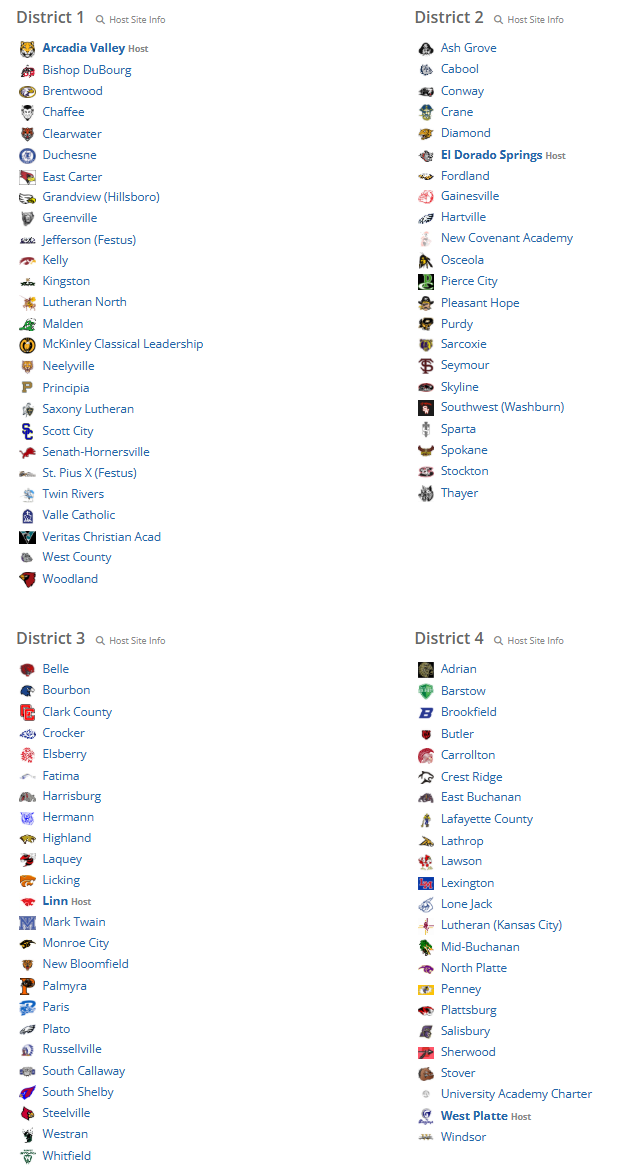 District 1 Host Site Info
Arcadia Valley Host
Bishop DuBourg
Brentwood
Chaffee
Clearwater
Duchesne
East Carter
Grandview (Hillsboro)
Greenville
Jefferson (Festus)
Kelly
Kingston
Lutheran North
Malden
McKinley Classical Leadership
Neelyville
Principia
Saxony Lutheran
Scott City
Senath-Hornersville
St. Pius X (Festus)
Twin Rivers
Valle Catholic
Veritas Christian Acad
West County
Woodland
District 2 Host Site Info
Ash Grove
Cabool
Conway
Crane
Diamond
El Dorado Springs Host
Fordland
Gainesville
Hartville
New Covenant Academy
Osceola
Pierce City
Pleasant Hope
Purdy
Sarcoxie
Seymour
Skyline
Southwest (Washburn)
Sparta
Spokane
Stockton
Thayer
District 3 Host Site Info
Belle
Bourbon
Clark County
Crocker
Elsberry
Fatima
Harrisburg
Hermann
Highland
Laquey
Licking
Linn Host
Mark Twain
Monroe City
New Bloomfield
Palmyra
Paris
Plato
Russellville
South Callaway
South Shelby
Steelville
Westran
Whitfield
District 4 Host Site Info
Adrian
Barstow
Brookfield
Butler
Carrollton
Crest Ridge
East Buchanan
Lafayette County
Lathrop
Lawson
Lexington
Lone Jack
Lutheran (Kansas City)
Mid-Buchanan
North Platte
Penney
Plattsburg
Salisbury
Sherwood
Stover
University Academy Charter
West Platte Host
Windsor